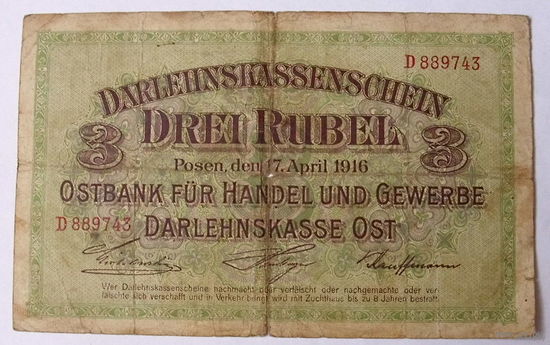 D 889743
DARLEHNSKASSENSCHEIN
3 DREI RUBEL 3
Posen, den 17. April 1916
OSTBANK FÜR HANDEL UND GEWERBE
D 889743 DARLEHNSKASSE OST
Kauffmann
Wer Darlehnskassenscheine nachmacht oder verfälscht oder nachgemachte oder ver-
fälschte sich verschafft und in Verkehr bringt, wird mit Zuchthaus bis zu 8 Jahren bestraft.